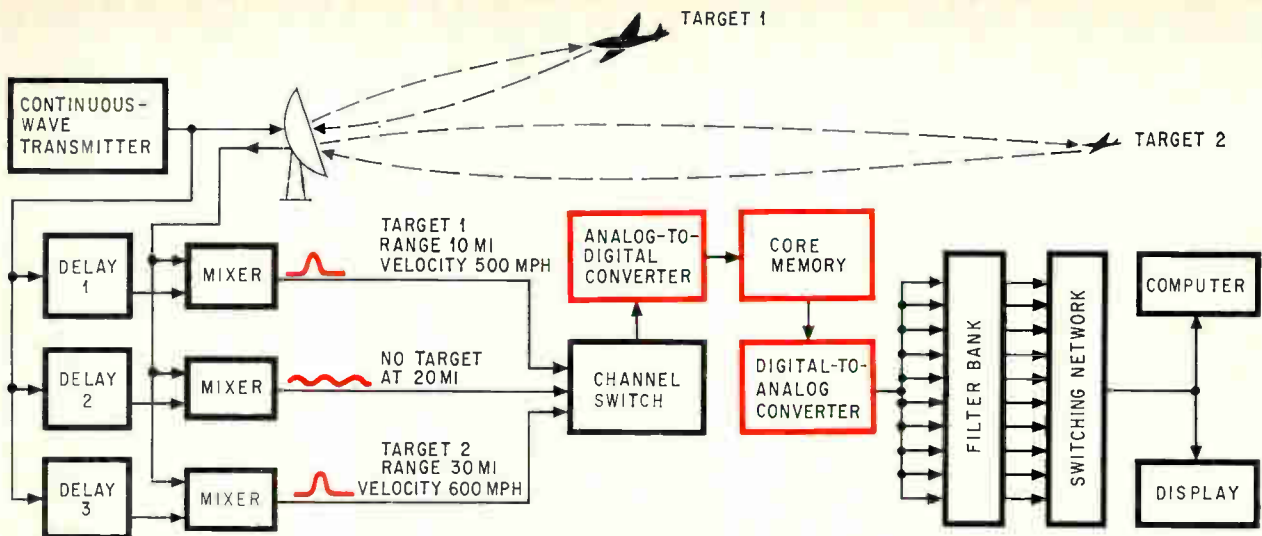 TARGET 1
CONTINUOUS-
WAVE
TRANSMITTER
TARGET 2
TARGET 1
RANGE 10 MI
VELOCITY 500 MPH
DELAY
1
MIXER
ANALOG-TO-
DIGITAL
CONVERTER
CORE
MEMORY
COMPUTER
NO TARGET
AT 20 MI
DELAY
2
MIXER
CHANNEL
SWITCH
DIGITAL-TO-
ANALOG
CONVERTER
FILTER BANK
SWITCHING NETWORK
TARGET 2
RANGE 30 MI
VELOCITY 600 MPH
DELAY
3
MIXER
DISPLAY